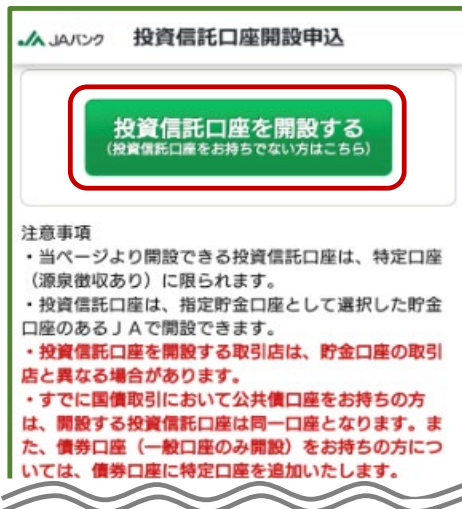 JAバンク 投資信託口座開設申込
投資信託口座を開設する
(投資信託口座をお持ちでない方はこちら)
注意事項
・当ページより開設できる投資信託口座は、特定口座
（源泉徴収あり）に限られます。
・投資信託口座は、指定貯金口座として選択した貯金
口座のあるＪＡで開設できます。
・投資信託口座を開設する取引店は、貯金口座の取引
店と異なる場合があります。
・すでに国債取引において公共債口座をお持ちの方
は、開設する投資信託口座は同一口座となります。ま
た、債券口座（一般口座のみ開設）をお持ちの方につ
いては、債券口座に特定口座を追加いたします。